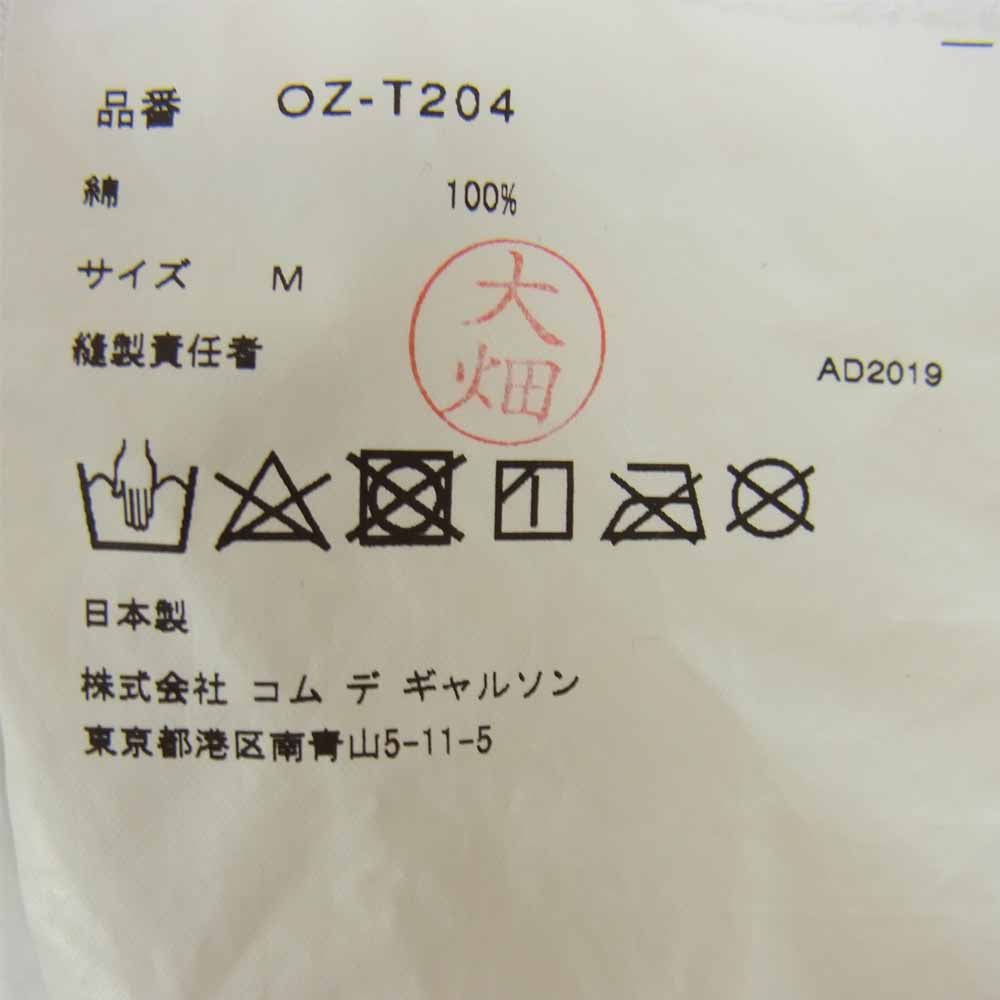 品番 OZ-T204
綿 100%
サイズ M
大畑
縫製責任者
AD2019
日本製
株式会社 コム デ ギャルソン
東京都港区南青山5-11-5